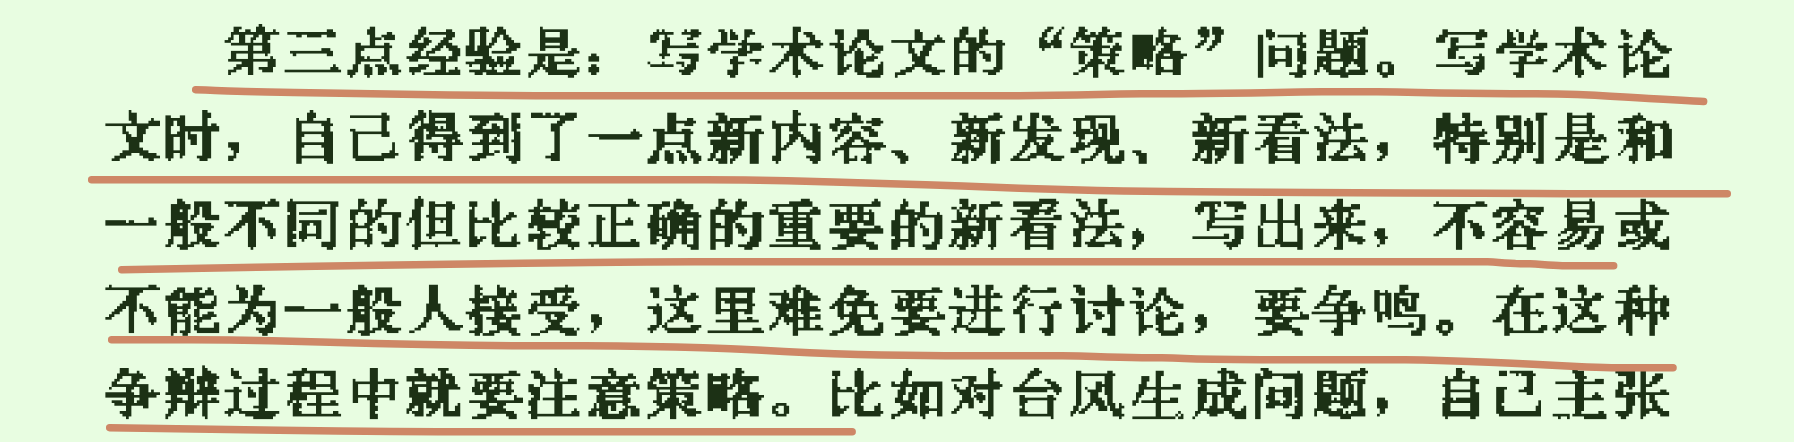 第三点经验是：写学术论文的“策略”问题。写学术论
文时，自己得到了一点新内容、新发现、新看法，特别是和
一般不同的但比较正确的重要的新看法，写出来，不容易或
不能为一般人接受，这里难免要进行讨论，要争鸣。在这种
争辩过程中就要注意策略。比如对台风生成问题，自己主张